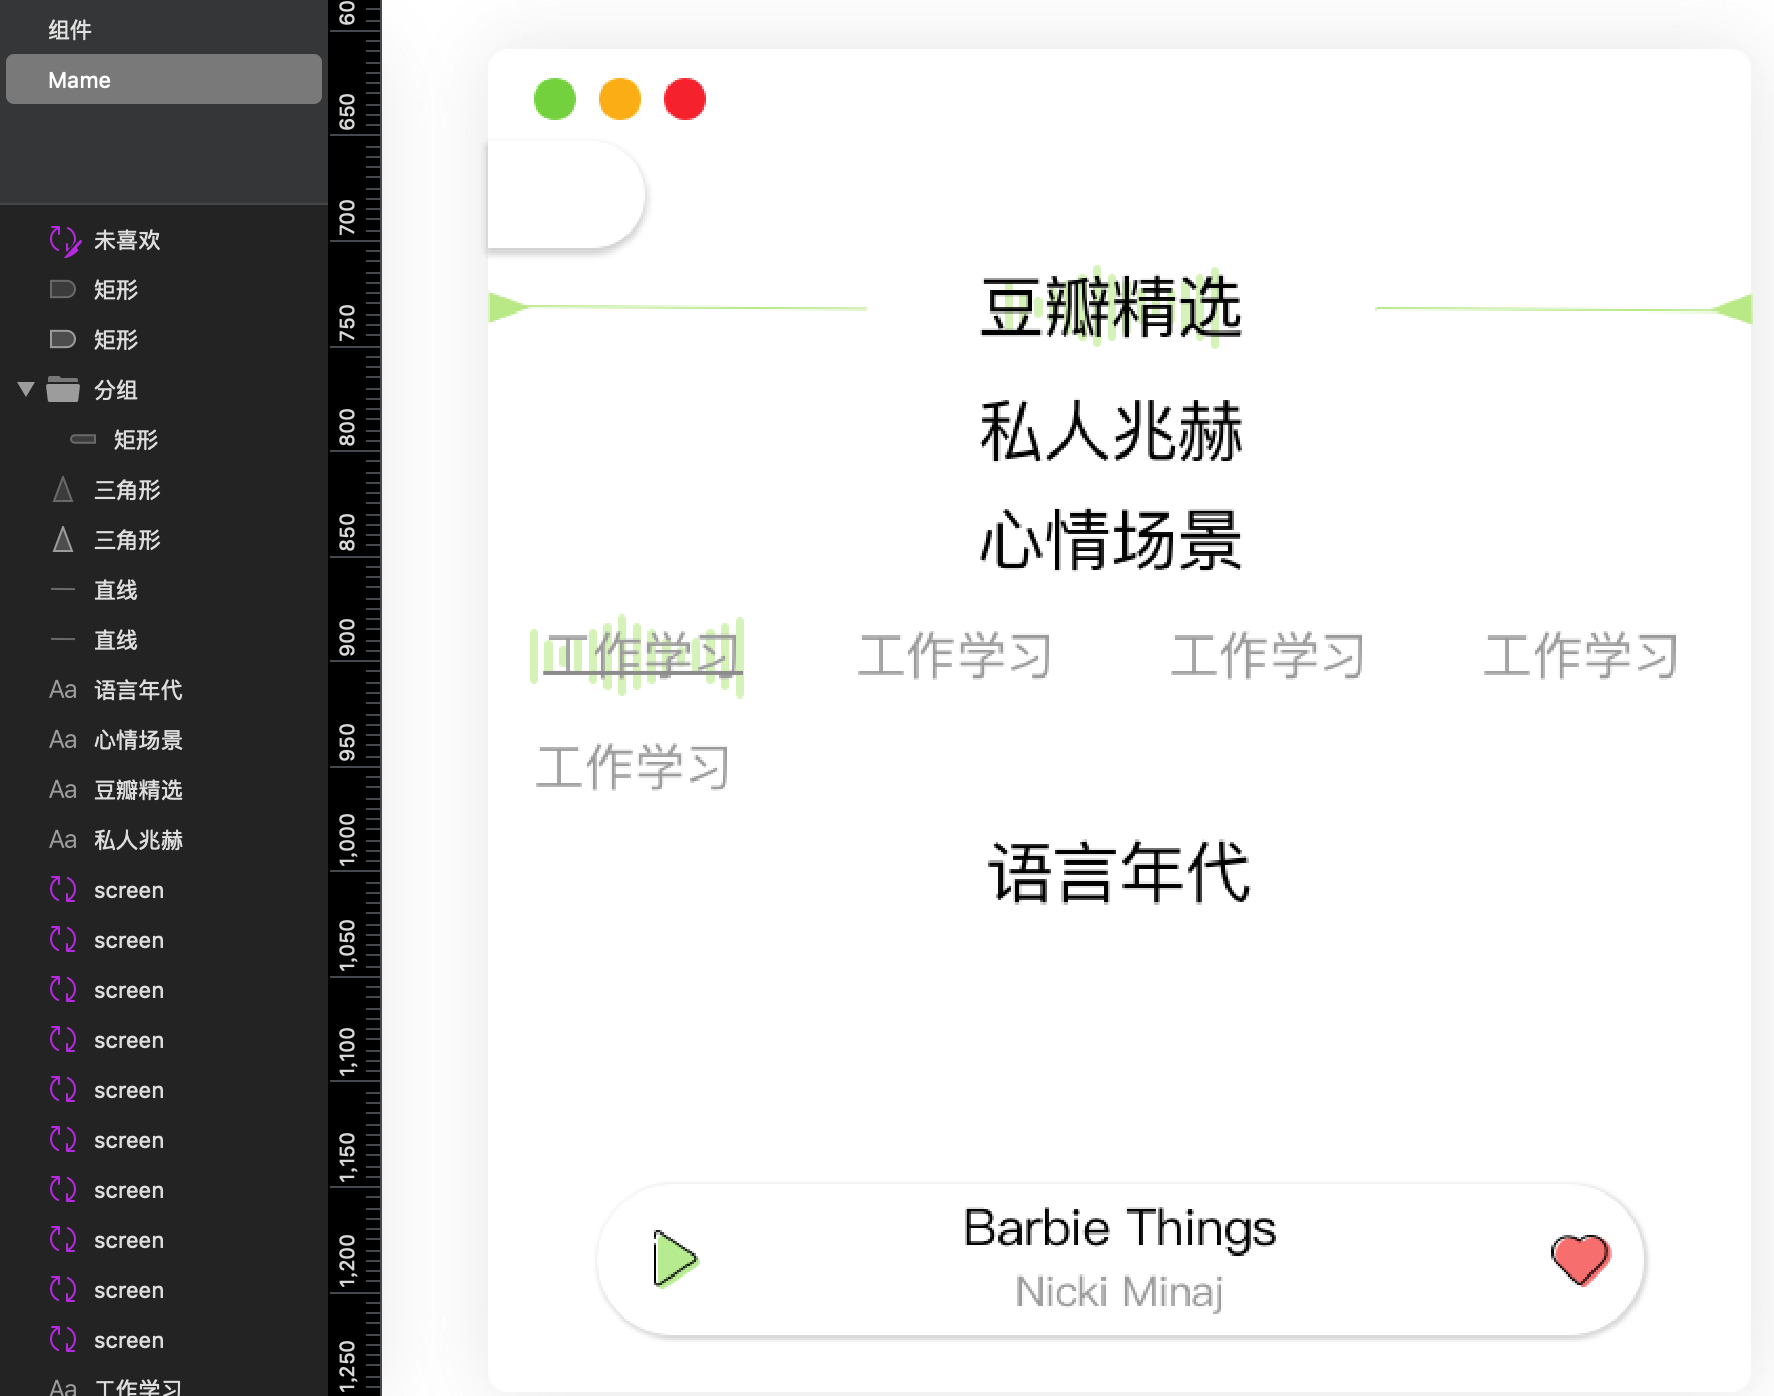 组件
Mame
未喜欢
矩形
矩形
分组
矩形
三角形
三角形
直线
直线
Aa 语言年代
Aa 心情场景
Aa 豆瓣精选
Aa 私人兆赫
screen
screen
screen
screen
screen
screen
screen
screen
screen
screen
Aa 工作学习
600
650
700
750
800
850
900
950
1,000
1,050
1,100
1,150
1,200
1,250
豆瓣精选
私人兆赫
心情场景
工作学习 工作学习 工作学习 工作学习
工作学习
语言年代
Barbie Things
Nicki Minaj